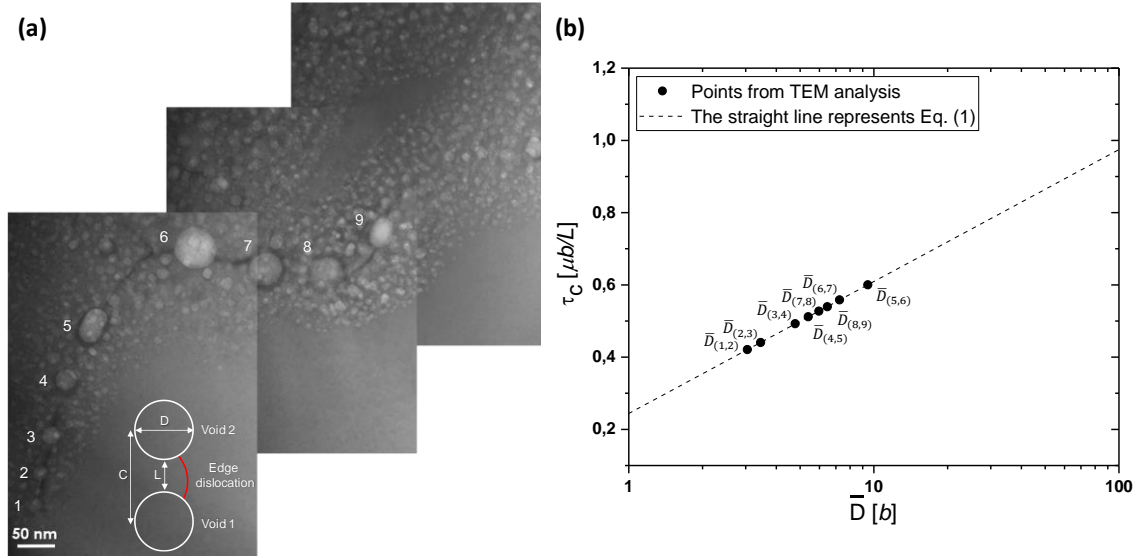 (a)
9
6
7
8
5
4
3
2
1
50 nm
D
Void 2
C
L
Edge
dislocation
Void 1
(b)
1,2
1,0
0,8
0,6
0,4
0,2
τC [μb/L]
Points from TEM analysis
The straight line represents Eq. (1)
D̅(1,2)
D̅(2,3)
D̅(3,4)
D̅(7,8)
D̅(6,7)
D̅(4,5)
D̅(8,9)
D̅(5,6)
1
10
100
D̅ [b]